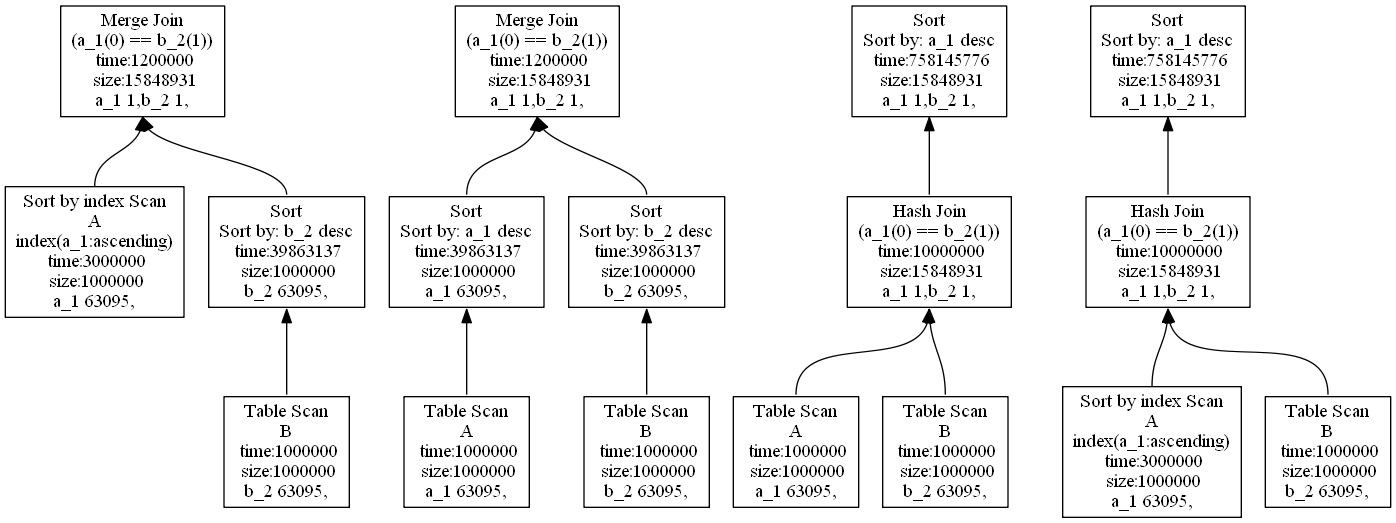 Merge Join
(a_1(0) == b_2(1))
time:1200000
size:15848931
a_1 1,b_2 1,
Merge Join
(a_1(0) == b_2(1))
time:1200000
size:15848931
a_1 1,b_2 1,
Sort
Sort by: a_1 desc
time:758145776
size:15848931
a_1 1,b_2 1,
Sort
Sort by: a_1 desc
time:758145776
size:15848931
a_1 1,b_2 1,
Sort by index Scan
A
index(a_1:ascending)
time:3000000
size:1000000
a_1 63095,
Sort
Sort by: b_2 desc
time:39863137
size:1000000
b_2 63095,
Sort
Sort by: a_1 desc
time:39863137
size:1000000
a_1 63095,
Sort
Sort by: b_2 desc
time:39863137
size:1000000
b_2 63095,
Hash Join
(a_1(0) == b_2(1))
time:10000000
size:15848931
a_1 1,b_2 1,
Hash Join
(a_1(0) == b_2(1))
time:10000000
size:15848931
a_1 1,b_2 1,
Table Scan
B
time:1000000
size:1000000
b_2 63095,
Table Scan
A
time:1000000
size:1000000
a_1 63095,
Table Scan
B
time:1000000
size:1000000
b_2 63095,
Table Scan
A
time:1000000
size:1000000
a_1 63095,
Table Scan
B
time:1000000
size:1000000
b_2 63095,
Sort by index Scan
A
index(a_1:ascending)
time:3000000
size:1000000
a_1 63095,
Table Scan
B
time:1000000
size:1000000
b_2 63095,